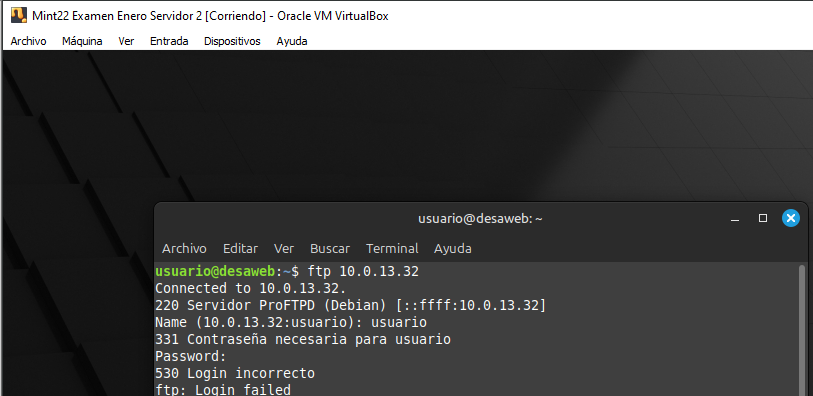 Mint22 Examen Enero Servidor 2 [Corriendo] - Oracle VM VirtualBox
Archivo Máquina Ver Entrada Dispositivos Ayuda
usuario@desaweb: ~
Archivo Editar Ver Buscar Terminal Ayuda
usuario@desaweb:~$ ftp 10.0.13.32
Connected to 10.0.13.32.
220 Servidor ProFTPD (Debian) [::ffff:10.0.13.32]
Name (10.0.13.32:usuario): usuario
331 Contraseña necesaria para usuario
Password:
530 Login incorrecto
ftp: Login failed